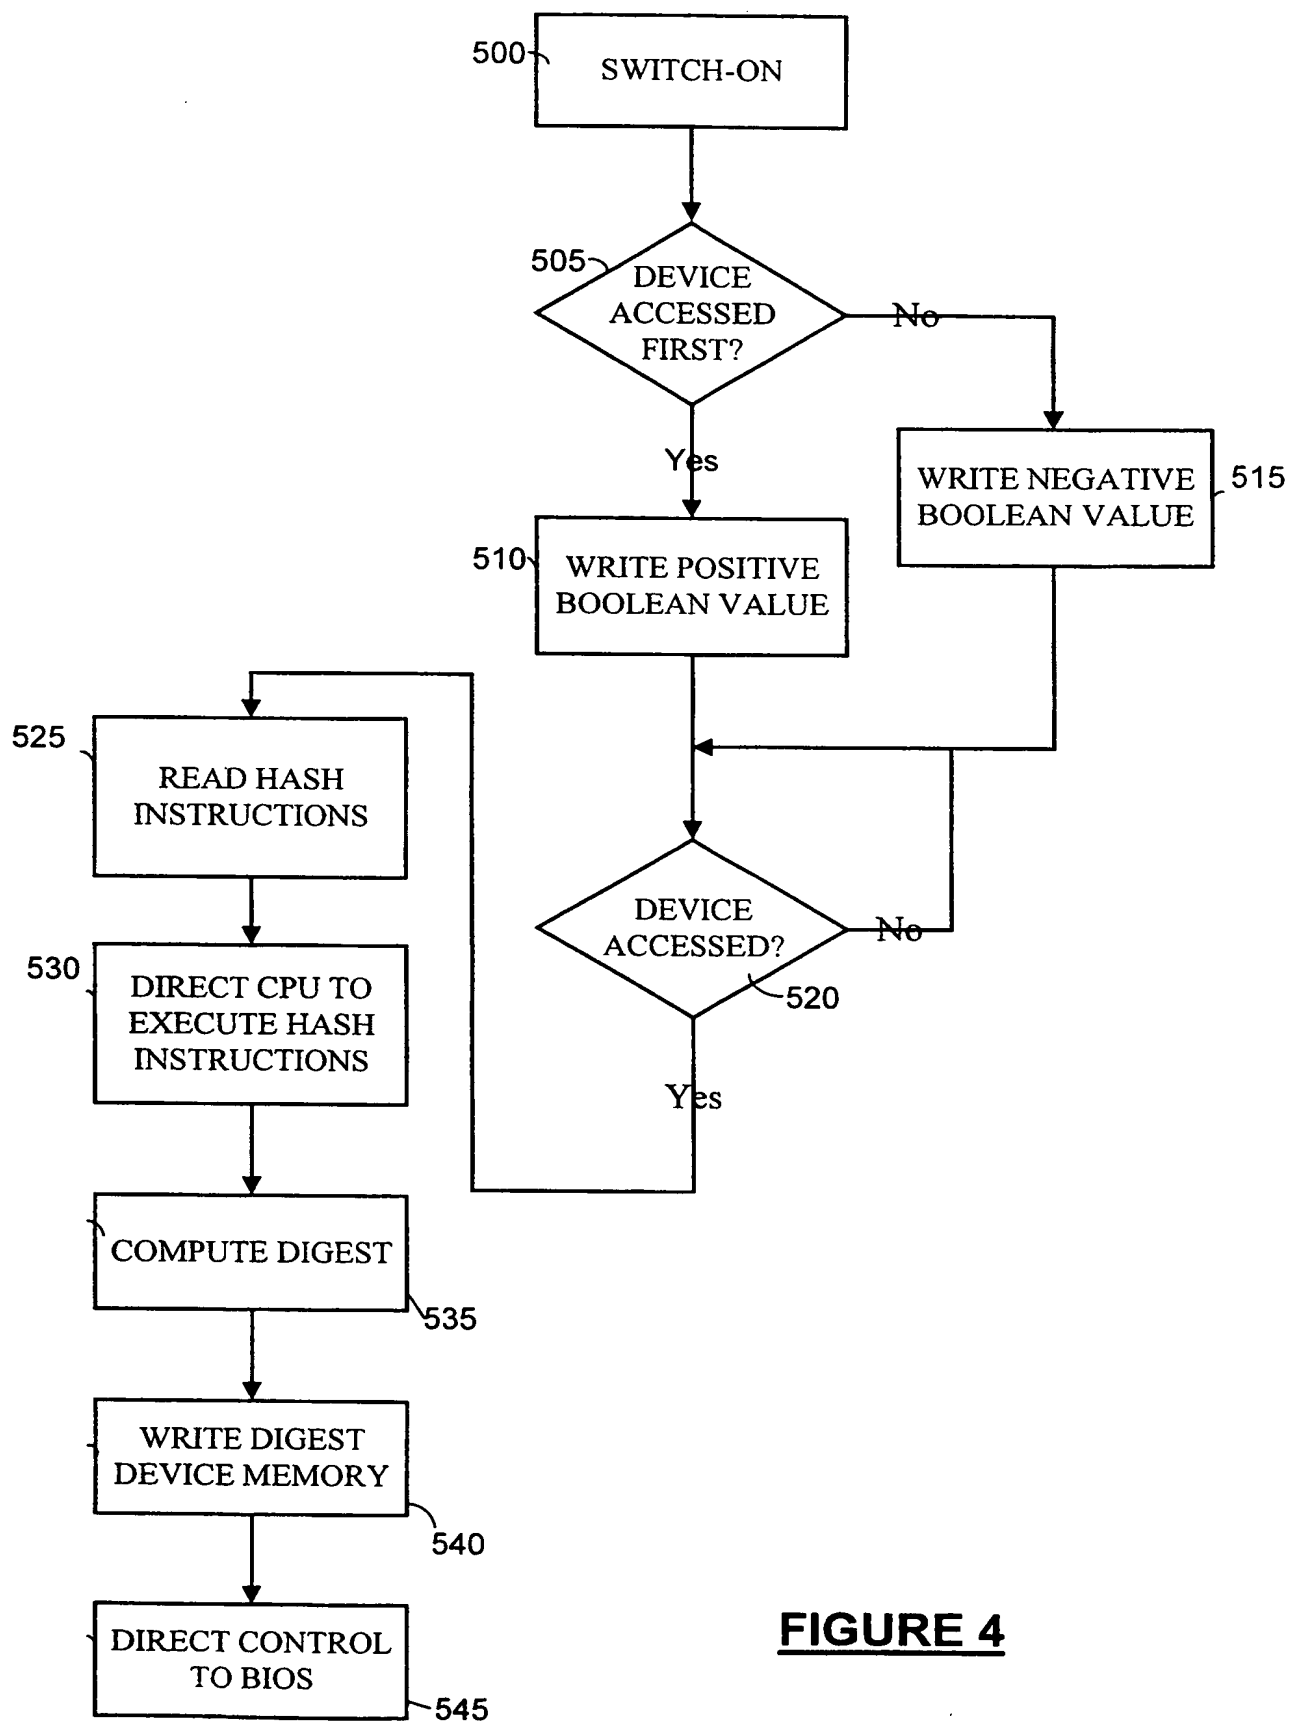 500
SWITCH-ON
505
DEVICE
ACCESSED
FIRST?
No
Yes
WRITE NEGATIVE
BOOLEAN VALUE
515
510
WRITE POSITIVE
BOOLEAN VALUE
525
READ HASH
INSTRUCTIONS
DEVICE
ACCESSED?
No
520
Yes
530
DIRECT CPU TO
EXECUTE HASH
INSTRUCTIONS
COMPUTE DIGEST
535
WRITE DIGEST
DEVICE MEMORY
540
DIRECT CONTROL
TO BIOS
545
FIGURE 4